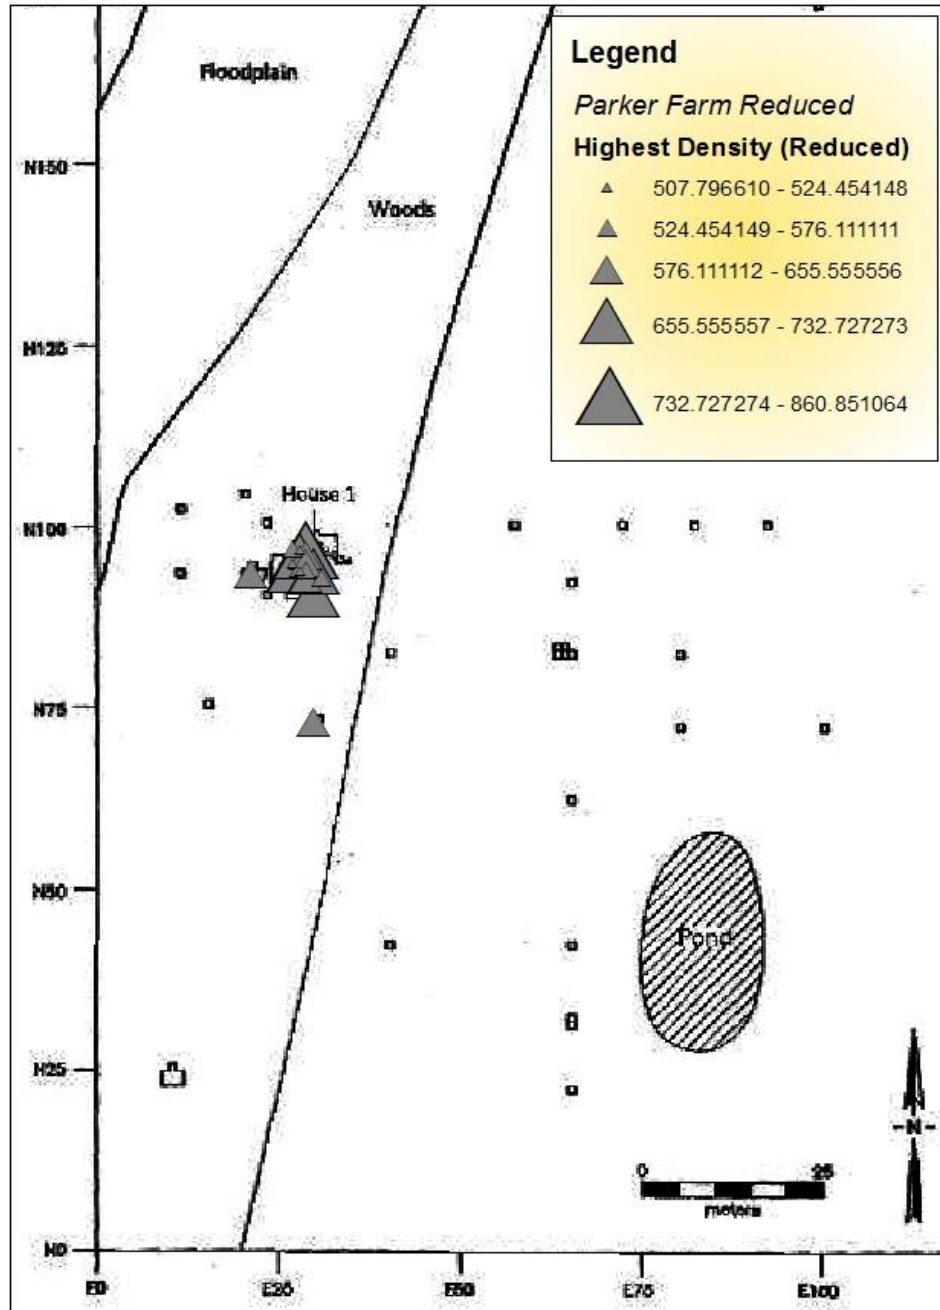 Legend
Parker Farm Reduced
Highest Density (Reduced)
507.796610 - 524.454148
524.454149 - 576.111111
576.111112 - 655.555556
655.555557 - 732.727273
732.727274 - 860.851064
Floodplain
N150
Woods
N125
House 1
N100
N75
N50
Pond
N25
-N-
0 25
meters
N0
E0 E25 E50 E75 E100